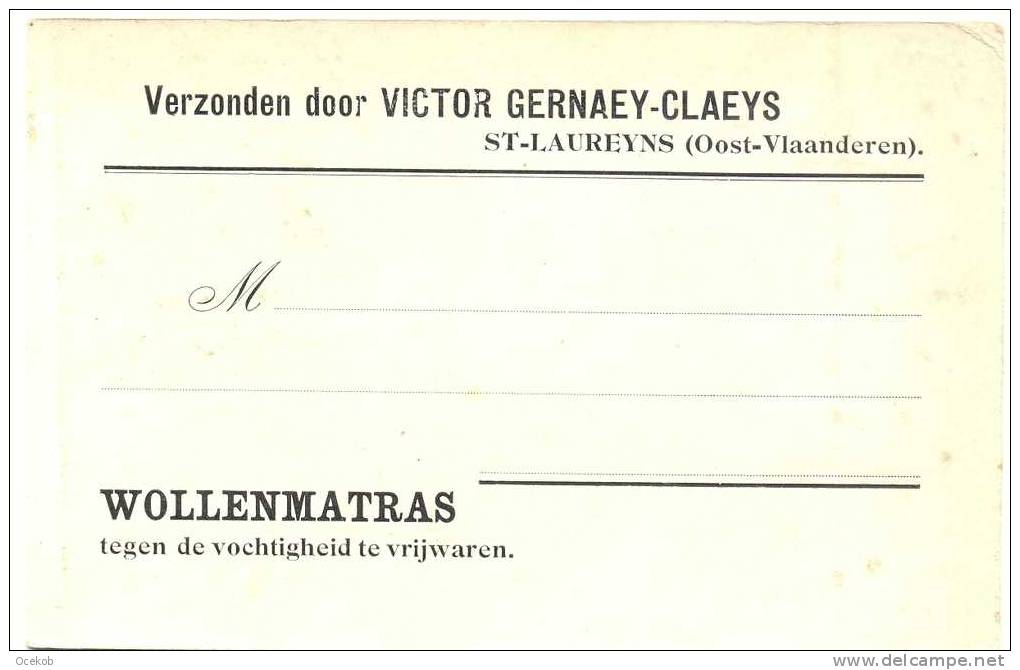 Verzonden door VICTOR GERNAEY-CLAEYS
ST-LAUREYNS (Oost-Vlaanderen).
M
WOLLENMATRAS
tegen de vochtigheid te vrijwaren.
Ocekob
www.delcampe.net